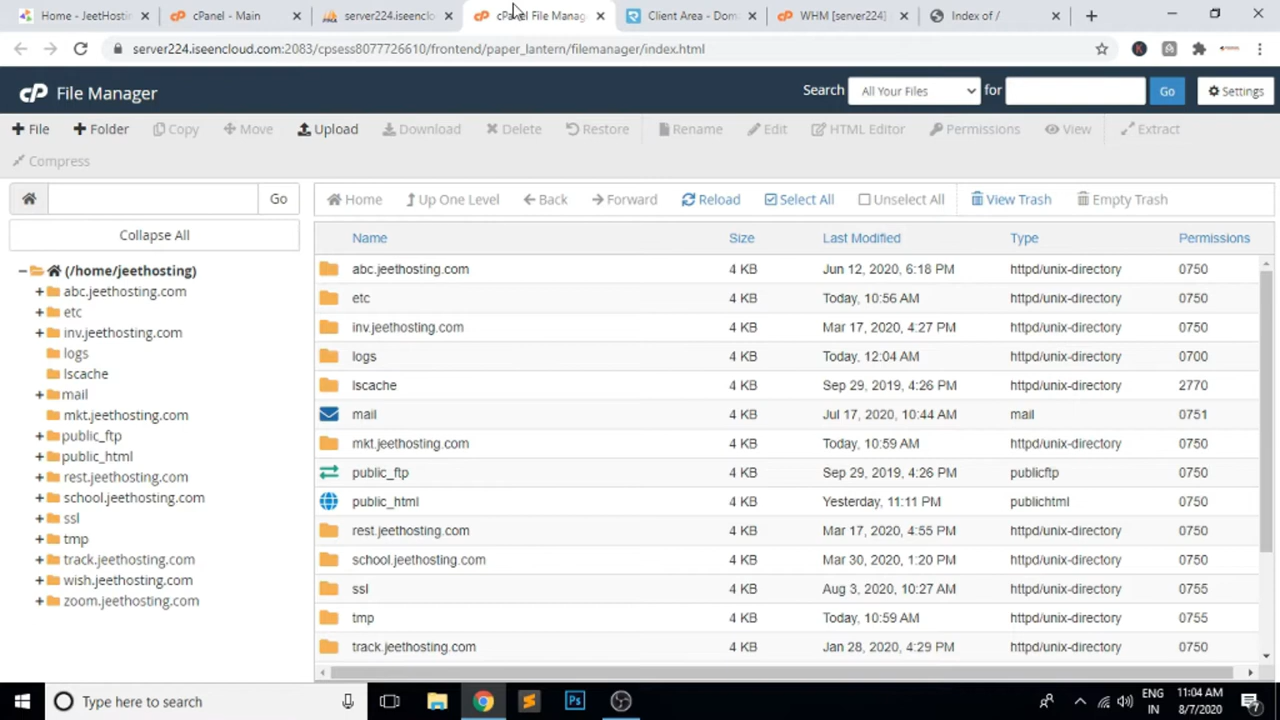 Home - JeetHosti
cPanel - Main
server224.iseenclo
cPanel File Manag
Client Area - Dom
WHM [server224]
Index of /
server224.iseencloud.com:2083/cpsess8077726610/frontend/paper_lantern/filemanager/index.html
cP File Manager
Search All Your Files for Go Settings
File Folder Copy Move Upload Download Delete Restore Rename Edit HTML Editor Permissions View Extract
Compress
Go Home Up One Level Back Forward Reload Select All Unselect All View Trash Empty Trash
Collapse All
Name Size Last Modified Type Permissions
(/home/jeethosting)
abc.jeethosting.com
etc
inv.jeethosting.com
logs
lscache
mail
mkt.jeethosting.com
public_ftp
public_html
rest.jeethosting.com
school.jeethosting.com
ssl
tmp
track.jeethosting.com
wish.jeethosting.com
zoom.jeethosting.com
abc.jeethosting.com 4 KB Jun 12, 2020, 6:18 PM httpd/unix-directory 0750
etc 4 KB Today, 10:56 AM httpd/unix-directory 0750
inv.jeethosting.com 4 KB Mar 17, 2020, 4:27 PM httpd/unix-directory 0750
logs 4 KB Today, 12:04 AM httpd/unix-directory 0700
lscache 4 KB Sep 29, 2019, 4:26 PM httpd/unix-directory 2770
mail 4 KB Jul 17, 2020, 10:44 AM mail 0751
mkt.jeethosting.com 4 KB Today, 10:59 AM httpd/unix-directory 0750
public_ftp 4 KB Sep 29, 2019, 4:26 PM publicftp 0750
public_html 4 KB Yesterday, 11:11 PM publichtml 0750
rest.jeethosting.com 4 KB Mar 17, 2020, 4:55 PM httpd/unix-directory 0750
school.jeethosting.com 4 KB Mar 30, 2020, 1:20 PM httpd/unix-directory 0750
ssl 4 KB Aug 3, 2020, 10:27 AM httpd/unix-directory 0755
tmp 4 KB Today, 10:59 AM httpd/unix-directory 0755
track.jeethosting.com 4 KB Jan 28, 2020, 4:29 PM httpd/unix-directory 0750
Type here to search
Ps
ENG
IN
11:04 AM
8/7/2020